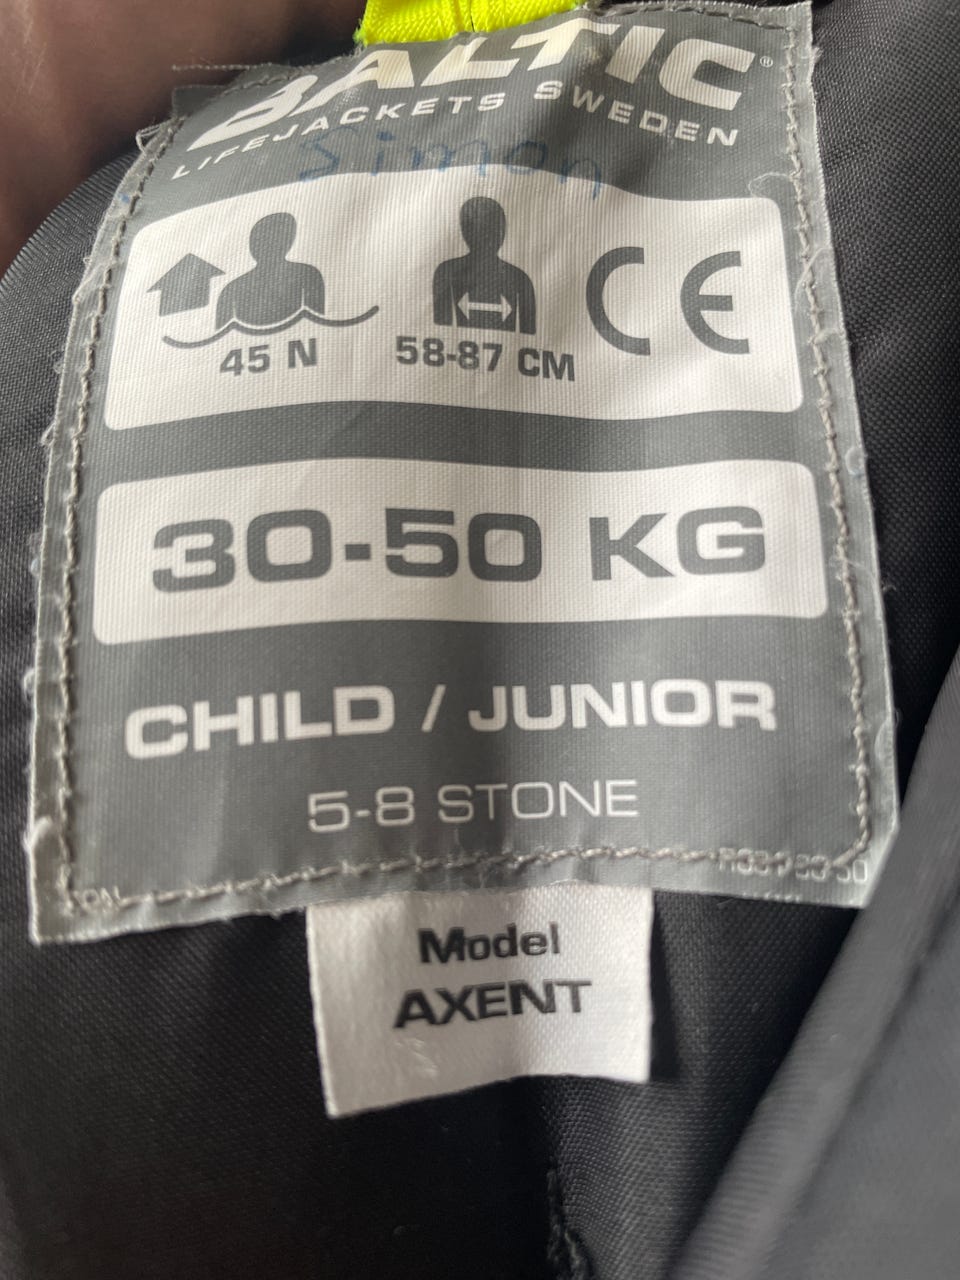 BALTIC®
LIFEJACKETS SWEDEN
Simon
45 N
58-87 CM
CE
30-50 KG
CHILD / JUNIOR
5-8 STONE
Model
AXENT